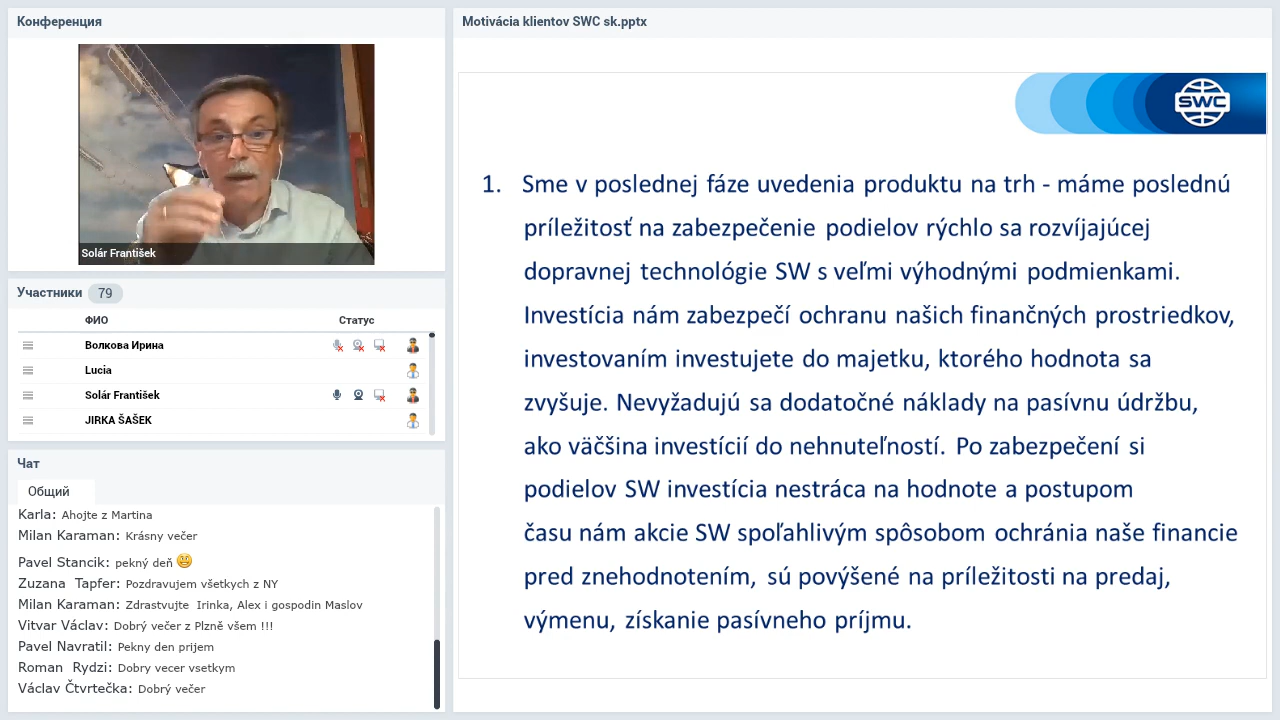 Конференция
Solár František
Участники 79
ФИО Статус
Волкова Ирина
Lucia
Solár František
JIRKA ŠAŠEK
Чат
Общий
Karla: Ahojte z Martina
Milan Karaman: Krásny večer
Pavel Stancik: pekný deň
Zuzana Tapfer: Pozdravujem všetkych z NY
Milan Karaman: Zdrastvujte Irinka, Alex i gospodin Maslov
Vitvar Václav: Dobrý večer z Plzně všem !!!
Pavel Navratil: Pekny den prijem
Roman Rydzi: Dobry vecer vsetkym
Václav Čtvrtečka: Dobrý večer
Motivácia klientov SWC sk.pptx
SWC
1. Sme v poslednej fáze uvedenia produktu na trh - máme poslednú
príležitosť na zabezpečenie podielov rýchlo sa rozvíjajúcej
dopravnej technológie SW s veľmi výhodnými podmienkami.
Investícia nám zabezpečí ochranu našich finančných prostriedkov,
investovaním investujete do majetku, ktorého hodnota sa
zvyšuje. Nevyžadujú sa dodatočné náklady na pasívnu údržbu,
ako väčšina investícií do nehnuteľností. Po zabezpečení si
podielov SW investícia nestráca na hodnote a postupom
času nám akcie SW spoľahlivým spôsobom ochránia naše financie
pred znehodnotením, sú povýšené na príležitosti na predaj,
výmenu, získanie pasívneho príjmu.